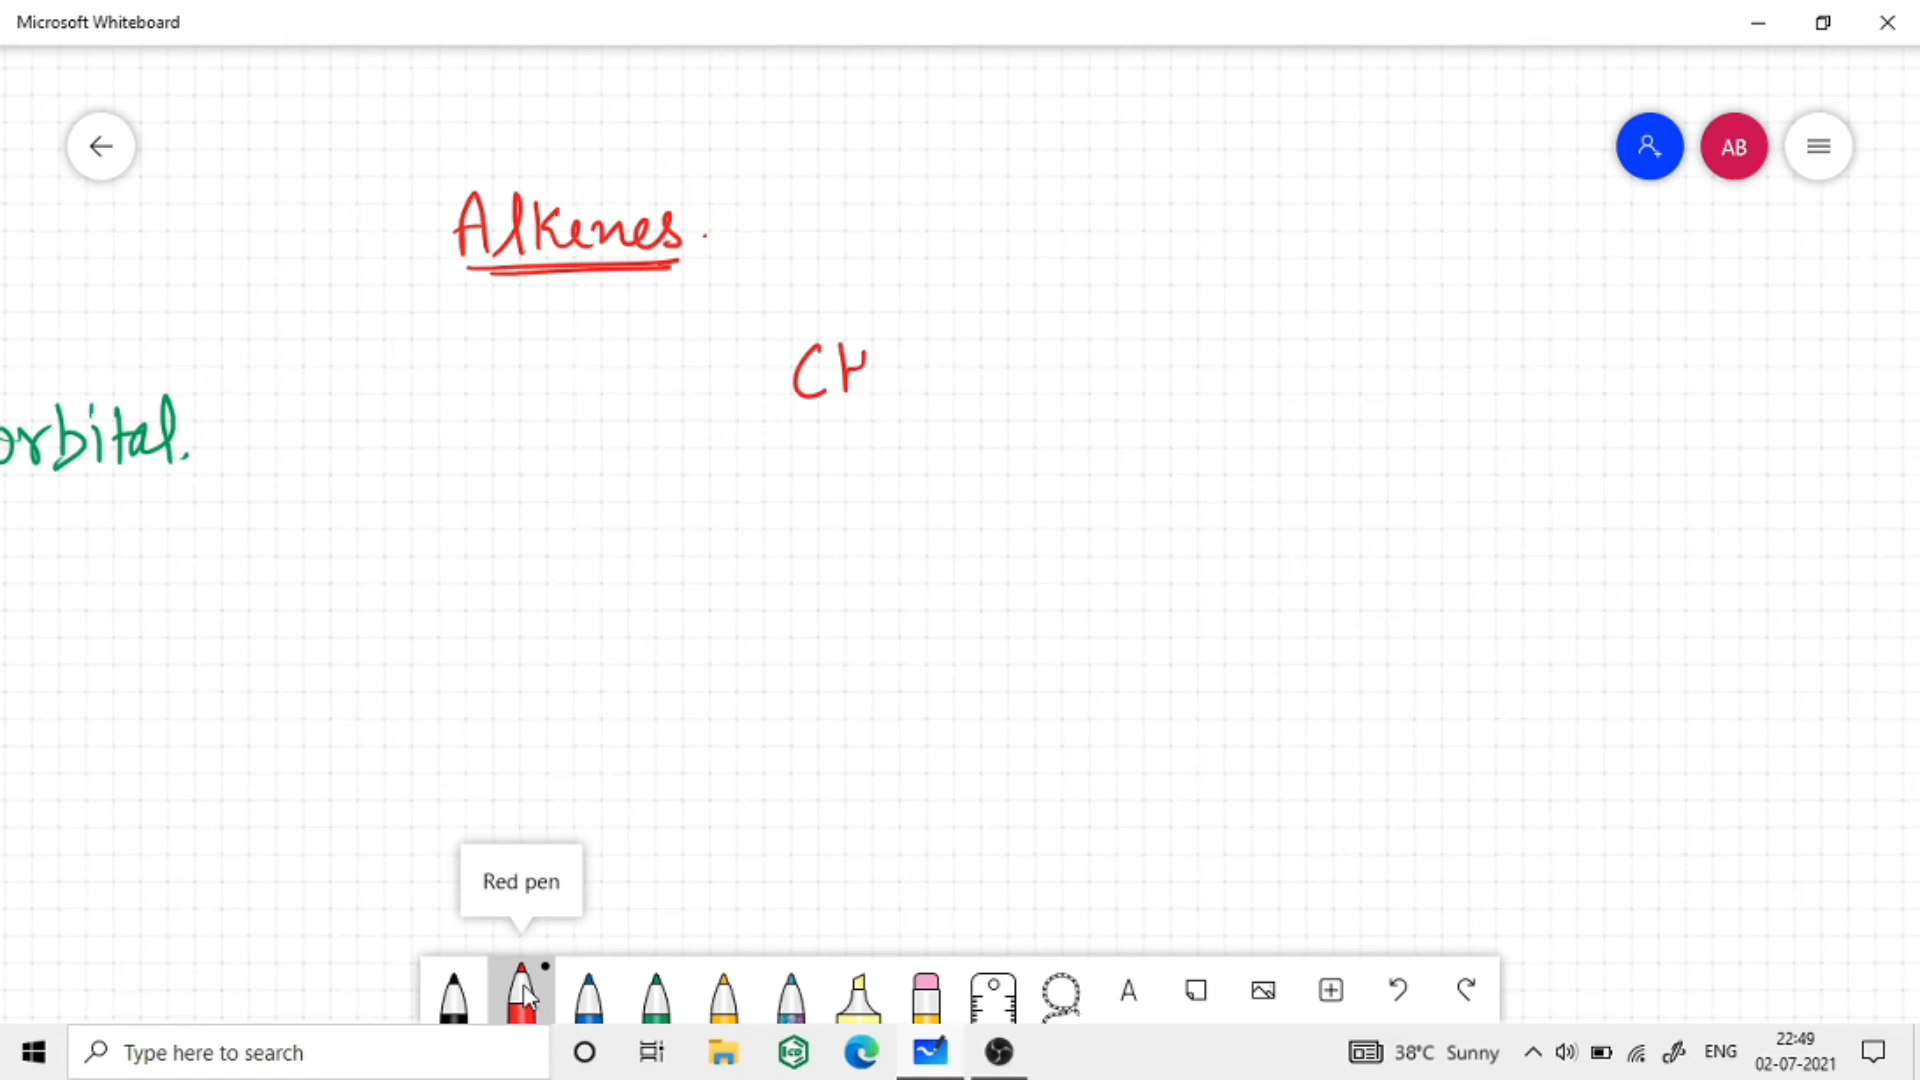 Microsoft Whiteboard
AB
Alkenes.
CH
orbital.
Red pen
A
Type here to search
38°C Sunny
ENG
22:49
02-07-2021